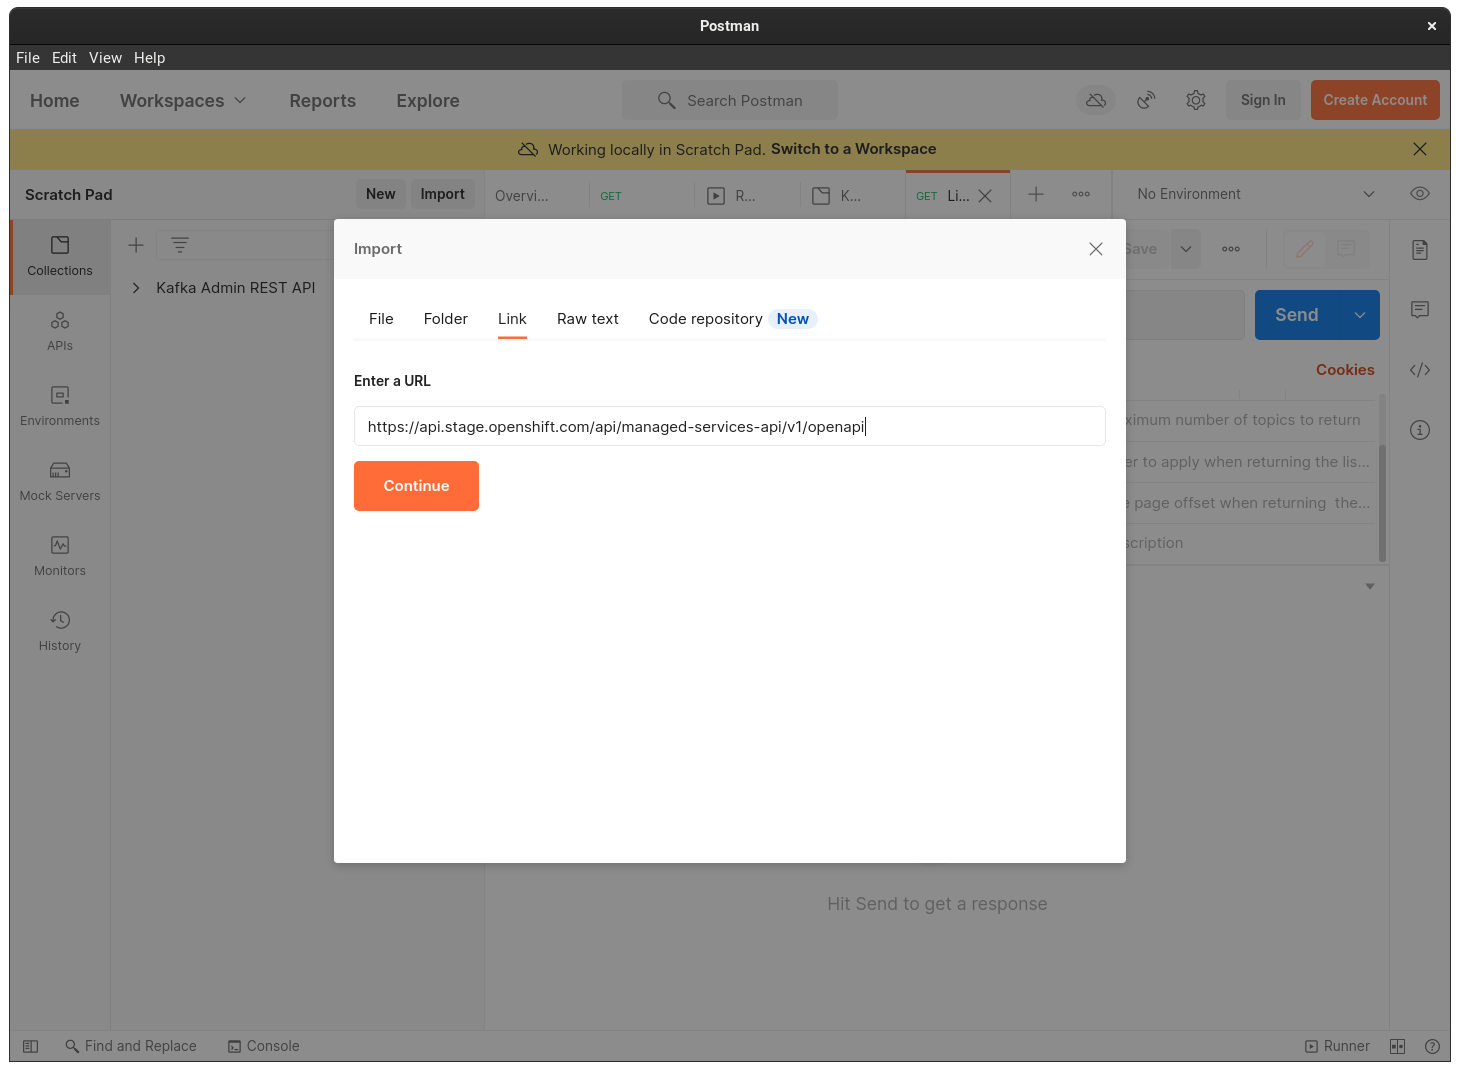 Postman
File Edit View Help
Home Workspaces Reports Explore Search Postman Sign In Create Account
Working locally in Scratch Pad. Switch to a Workspace
Scratch Pad New Import Overvi... GET R... K... GET Li... No Environment
Import
Save
Collections
Kafka Admin REST API
File Folder Link Raw text Code repository New
Send
APIs
Enter a URL
Cookies
Environments
https://api.stage.openshift.com/api/managed-services-api/v1/openapi
ximum number of topics to return
er to apply when returning the lis...
Continue
Mock Servers
e page offset when returning the...
scription
Monitors
History
Hit Send to get a response
Find and Replace Console Runner